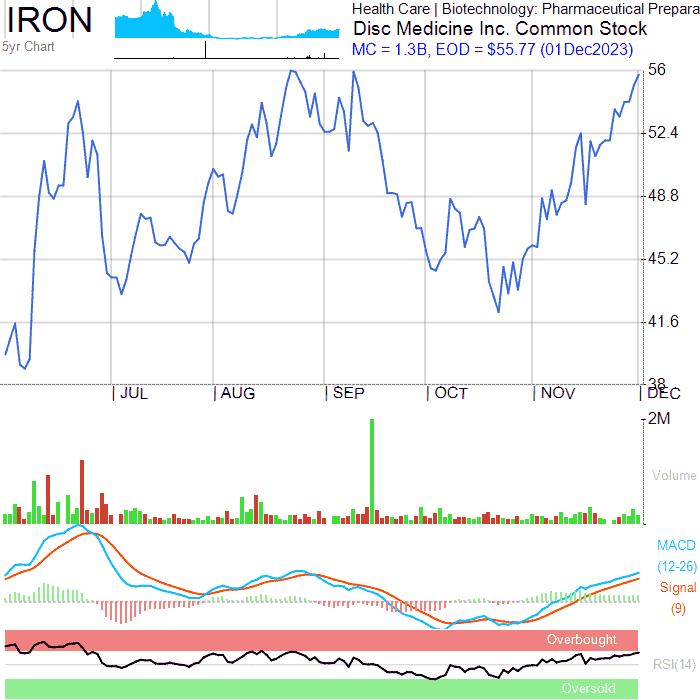 IRON
5yr Chart
Health Care | Biotechnology: Pharmaceutical Prepara
Disc Medicine Inc. Common Stock
MC = 1.3B, EOD = $55.77 (01Dec2023)
56
52.4
48.8
45.2
41.6
38
JUL
AUG
SEP
OCT
NOV
DEC
2M
Volume
MACD
(12-26)
Signal
(9)
Overbought
RSI(14)
Oversold